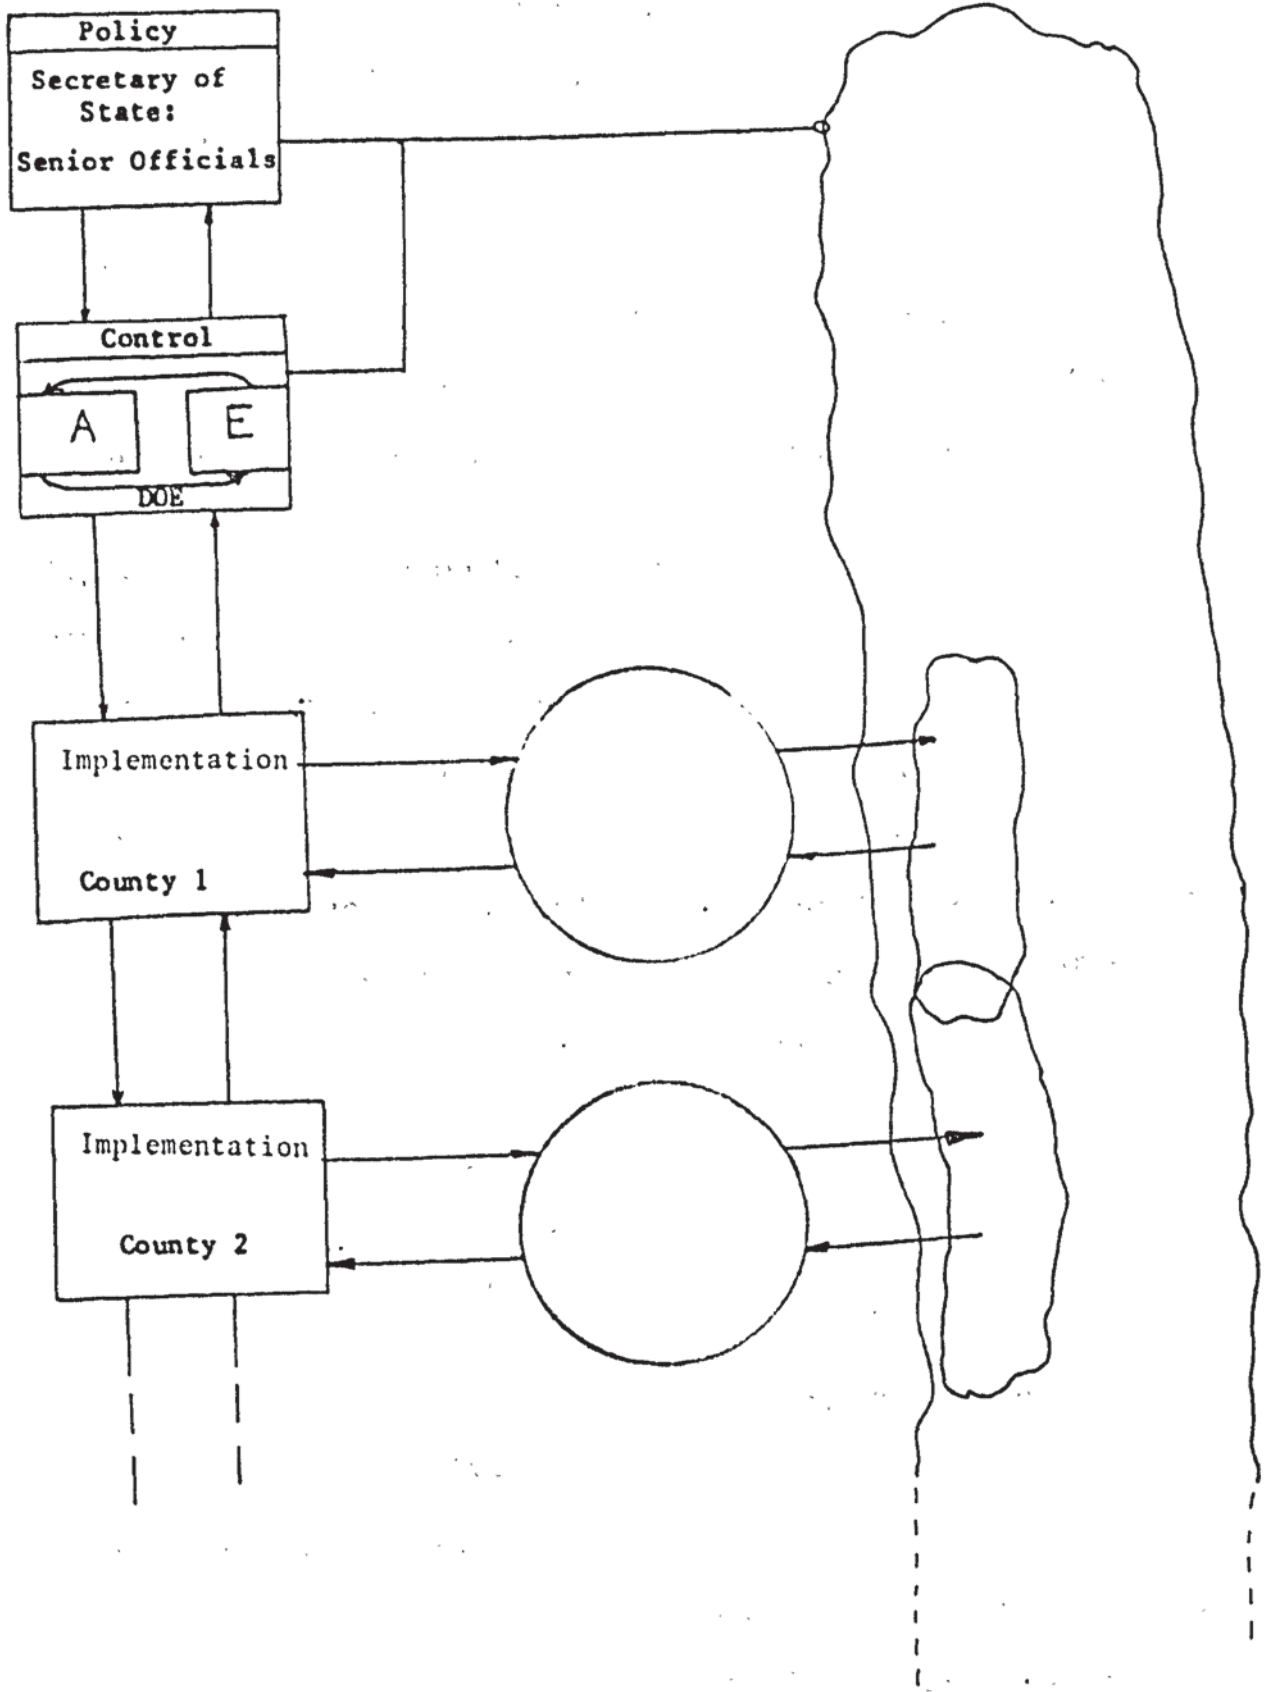 Policy
Secretary of
State:
Senior Officials
Control
A E
DOE
Implementation
County 1
Implementation
County 2